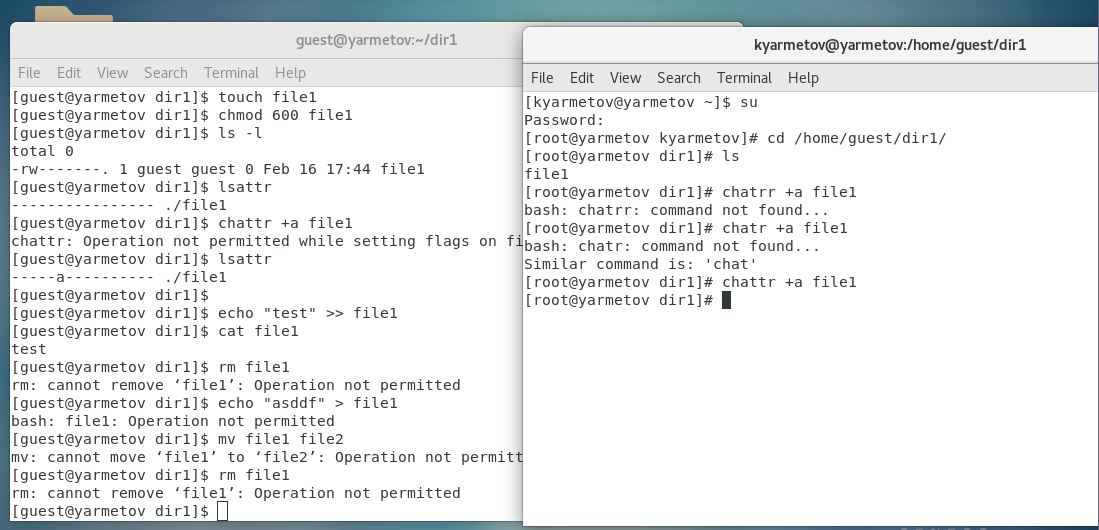 guest@yarmetov:~/dir1
File Edit View Search Terminal Help
[guest@yarmetov dir1]$ touch file1
[guest@yarmetov dir1]$ chmod 600 file1
[guest@yarmetov dir1]$ ls -l
total 0
-rw-------. 1 guest guest 0 Feb 16 17:44 file1
[guest@yarmetov dir1]$ lsattr
---------------- ./file1
[guest@yarmetov dir1]$ chattr +a file1
chattr: Operation not permitted while setting flags on fi
[guest@yarmetov dir1]$ lsattr
-----a---------- ./file1
[guest@yarmetov dir1]$
[guest@yarmetov dir1]$ echo "test" >> file1
[guest@yarmetov dir1]$ cat file1
test
[guest@yarmetov dir1]$ rm file1
rm: cannot remove ‘file1’: Operation not permitted
[guest@yarmetov dir1]$ echo "asddf" > file1
bash: file1: Operation not permitted
[guest@yarmetov dir1]$ mv file1 file2
mv: cannot move ‘file1’ to ‘file2’: Operation not permitt
[guest@yarmetov dir1]$ rm file1
rm: cannot remove ‘file1’: Operation not permitted
[guest@yarmetov dir1]$
kyarmetov@yarmetov:/home/guest/dir1
File Edit View Search Terminal Help
[kyarmetov@yarmetov ~]$ su
Password:
[root@yarmetov kyarmetov]# cd /home/guest/dir1/
[root@yarmetov dir1]# ls
file1
[root@yarmetov dir1]# chatrr +a file1
bash: chatrr: command not found...
[root@yarmetov dir1]# chatr +a file1
bash: chatr: command not found...
Similar command is: 'chat'
[root@yarmetov dir1]# chattr +a file1
[root@yarmetov dir1]#